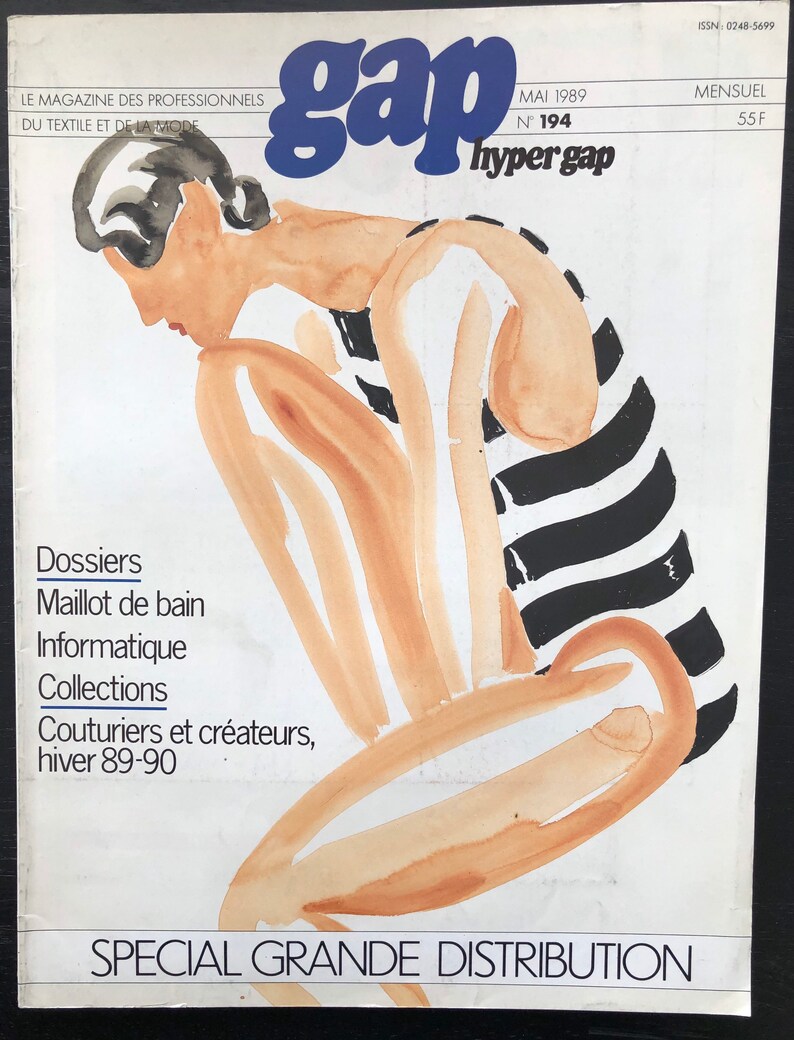 ISSN : 0248-5699
gap
LE MAGAZINE DES PROFESSIONNELS
DU TEXTILE ET DE LA MODE
MAI 1989
N° 194
MENSUEL
55 F
hyper gap
Dossiers
Maillot de bain
Informatique
Collections
Couturiers et créateurs,
hiver 89-90
SPECIAL GRANDE DISTRIBUTION